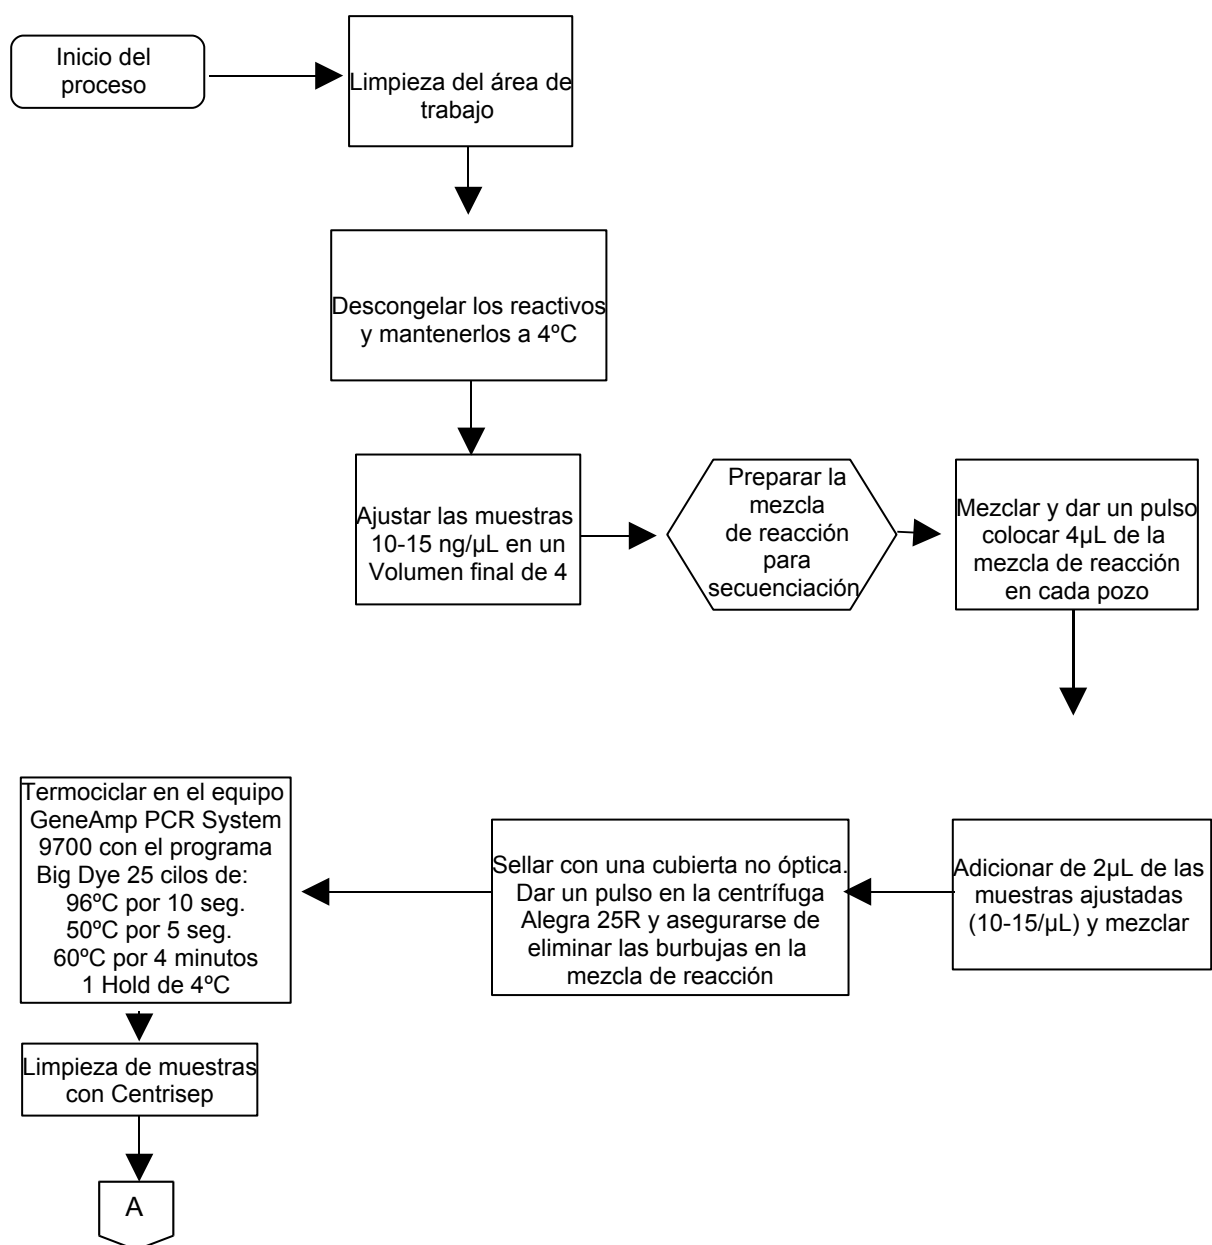 Inicio del
proceso
Limpieza del área de
trabajo
Descongelar los reactivos
y mantenerlos a 4ºC
Ajustar las muestras
10-15 ng/µL en un
Volumen final de 4
Preparar la
mezcla
de reacción
para
secuenciación
Mezclar y dar un pulso
colocar 4µL de la
mezcla de reacción
en cada pozo
Adicionar de 2µL de las
muestras ajustadas
(10-15/µL) y mezclar
Sellar con una cubierta no óptica.
Dar un pulso en la centrífuga
Alegra 25R y asegurarse de
eliminar las burbujas en la
mezcla de reacción
Termociclar en el equipo
GeneAmp PCR System
9700 con el programa
Big Dye 25 cilos de:
96ºC por 10 seg.
50ºC por 5 seg.
60ºC por 4 minutos
1 Hold de 4ºC
Limpieza de muestras
con Centrisep
A